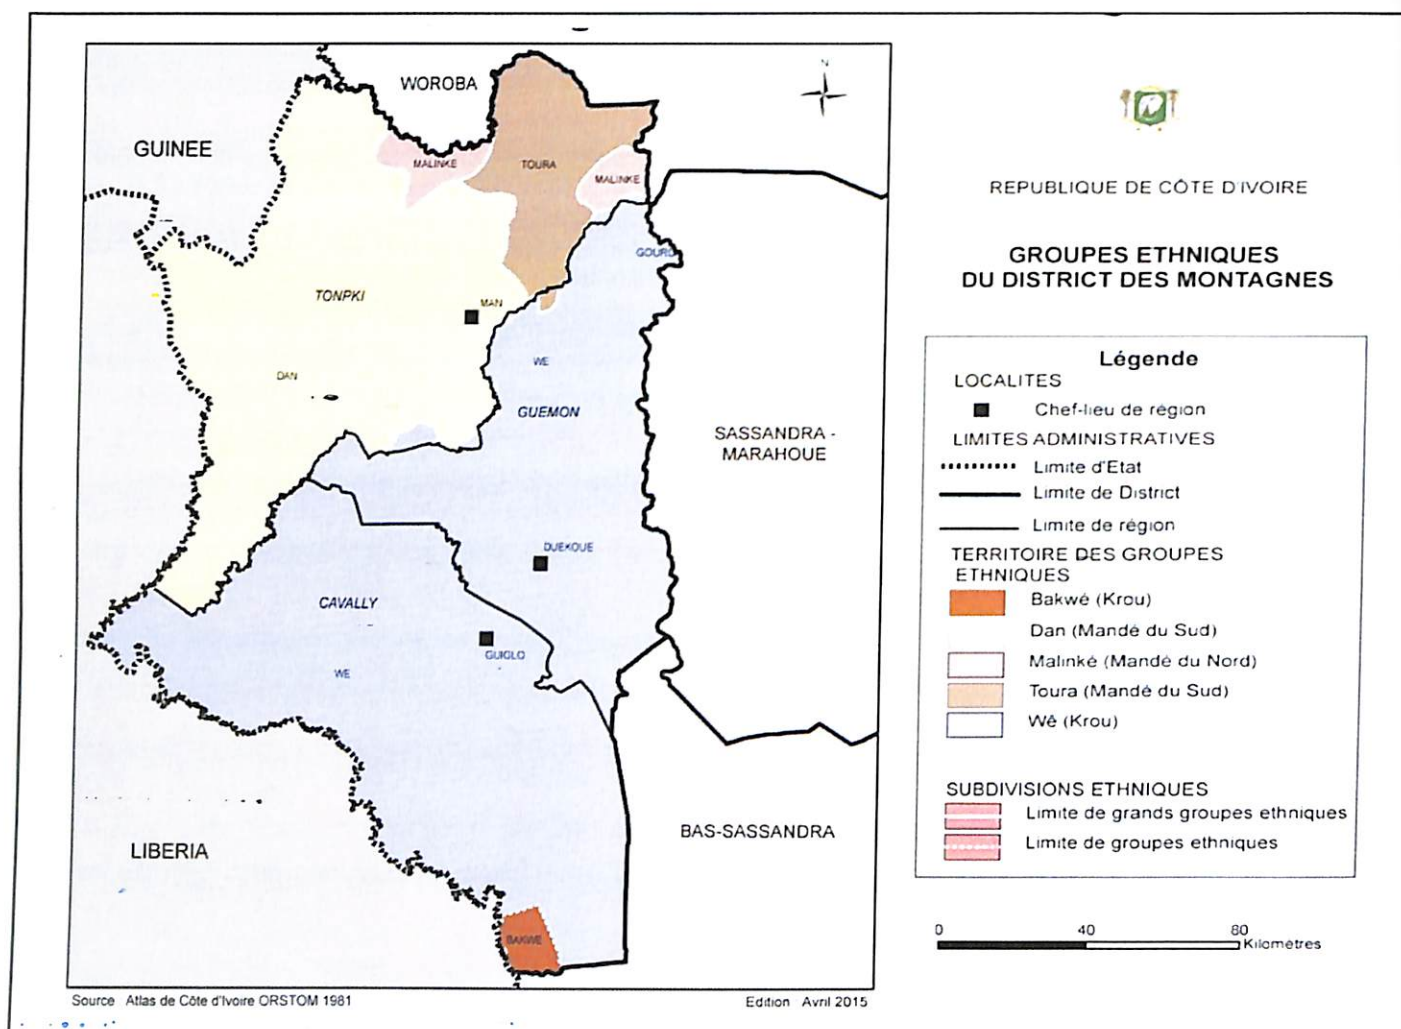 WOROBA
N
GUINEE
MALINKE
TOURA
MALINKE
GOURO
TONPKI
MAN
WE
DAN
GUEMON
SASSANDRA -
MARAHOUE
DUEKOUE
CAVALLY
GUIGLO
WE
BAS-SASSANDRA
LIBERIA
BAKWE
Source Atlas de Côte d'Ivoire ORSTOM 1981
Edition Avril 2015
REPUBLIQUE DE CÔTE D'IVOIRE
GROUPES ETHNIQUES
DU DISTRICT DES MONTAGNES
Légende
LOCALITES
Chef-lieu de région
LIMITES ADMINISTRATIVES
Limite d'Etat
Limite de District
Limite de région
TERRITOIRE DES GROUPES
ETHNIQUES
Bakwé (Krou)
Dan (Mandé du Sud)
Malinké (Mandé du Nord)
Toura (Mandé du Sud)
Wê (Krou)
SUBDIVISIONS ETHNIQUES
Limite de grands groupes ethniques
Limite de groupes ethniques
0 40 80
Kilomètres